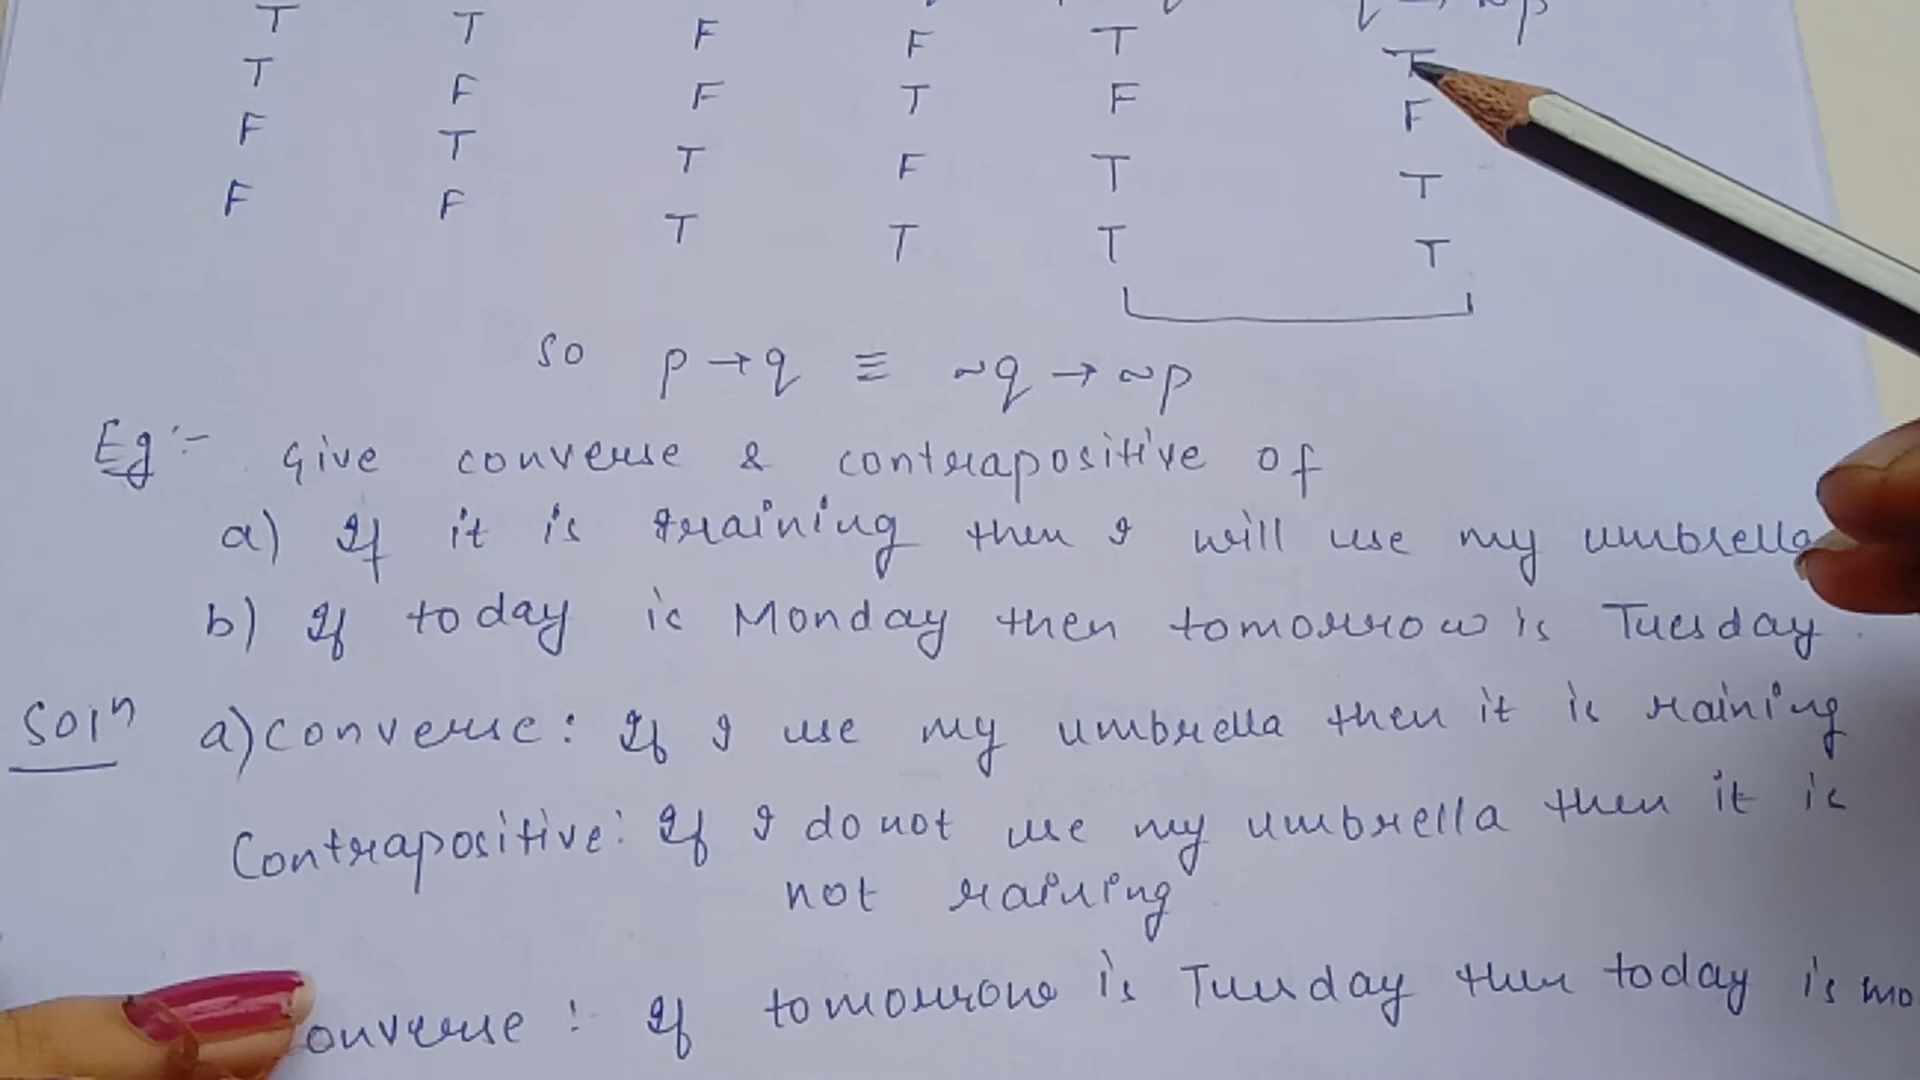 ~p
T T F F T T
T F F T F F
F T T F T T
F F T T T T
so p → q ≡ ~q → ~p
Eg :- Give converse & contrapositive of
a) If it is raining then I will use my umbrella
b) If today is Monday then tomorrow is Tuesday.
Solⁿ a) converse : If I use my umbrella then it is raining
Contrapositive : If I do not use my umbrella then it is
not raining
onverse : If tomorrow is Tuesday then today is mo